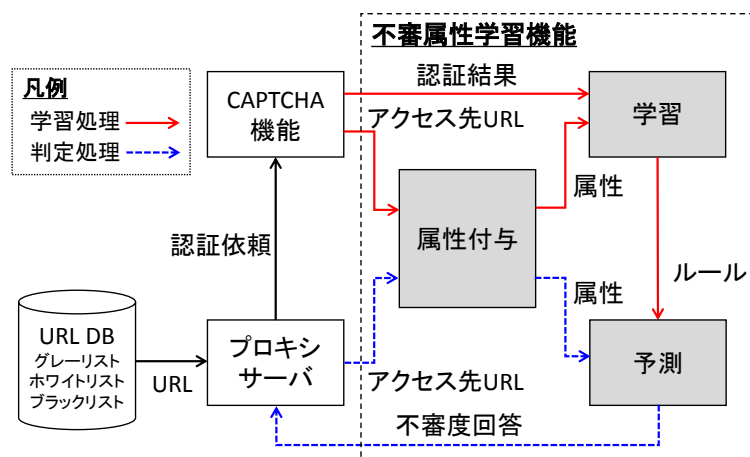 不審属性学習機能
凡例
学習処理
判定処理
CAPTCHA
機能
認証結果
アクセス先URL
学習
属性
属性付与
認証依頼
ルール
属性
URL DB
グレーリスト
ホワイトリスト
ブラックリスト
URL
プロキシ
サーバ
アクセス先URL
予測
不審度回答